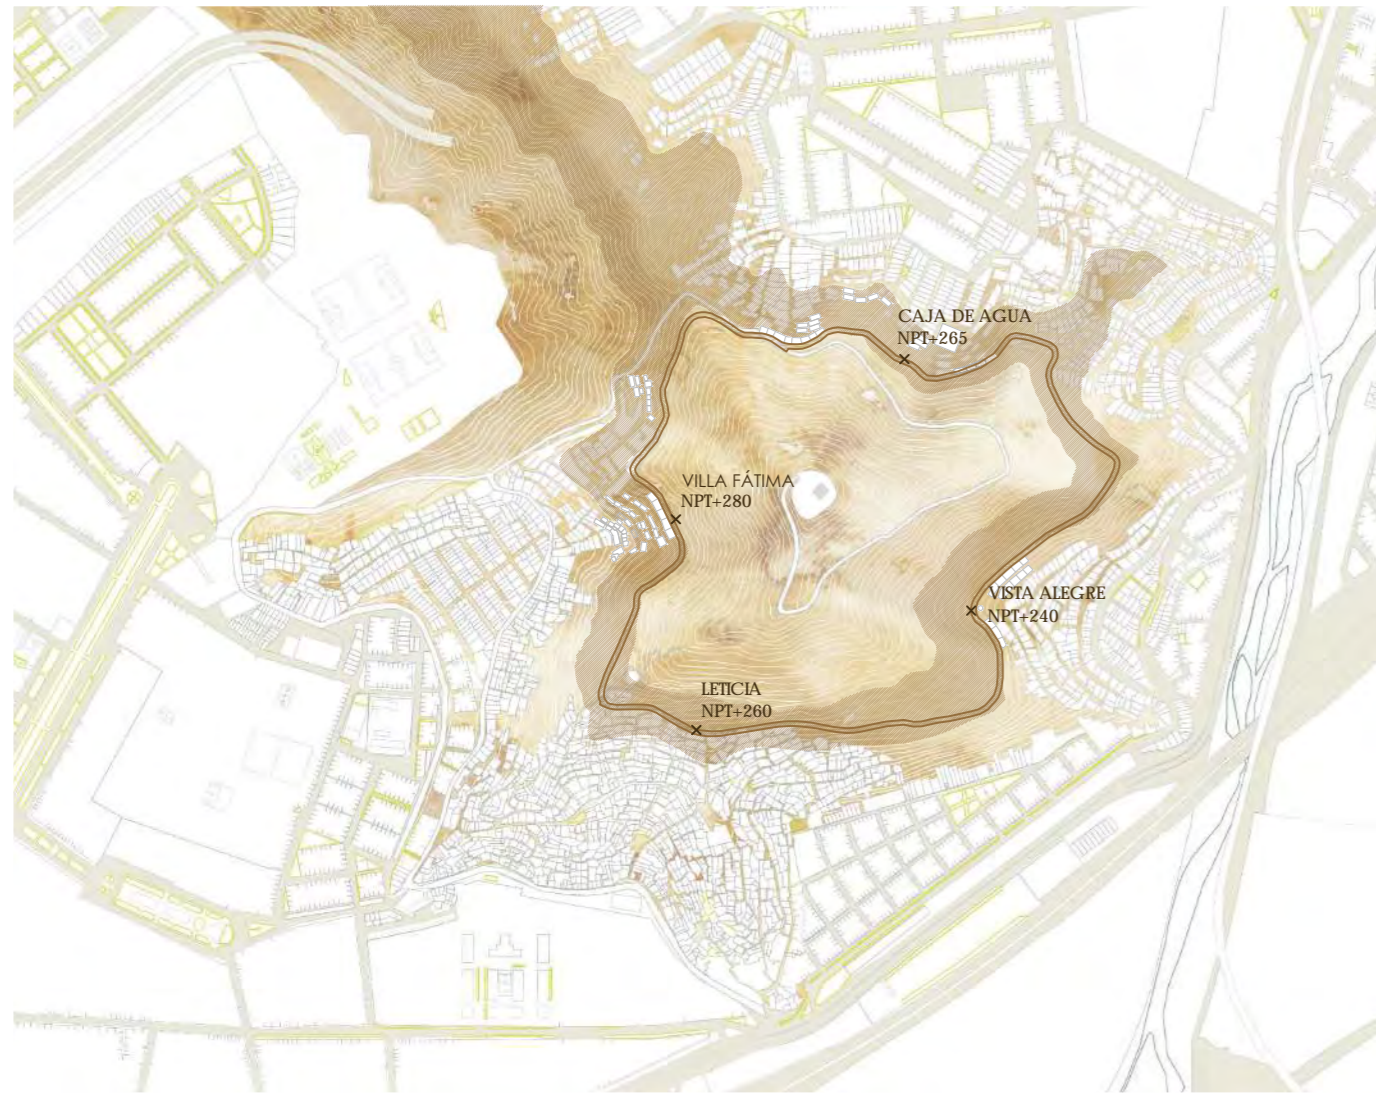 CAJA DE AGUA
NPT+265
VILLA FÁTIMA
NPT+280
VISTA ALEGRE
NPT+240
LETICIA
NPT+260